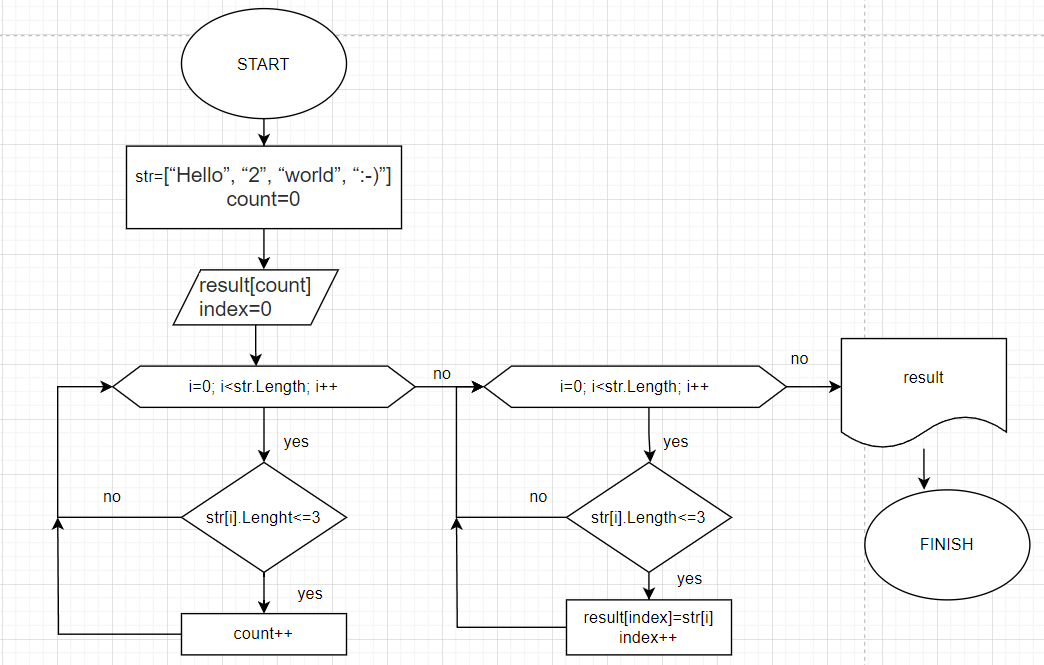 START
str=[“Hello”, “2”, “world”, “:-)”]
count=0
result[count]
index=0
i=0; i<str.Length; i++
no
i=0; i<str.Length; i++
no
result
yes
yes
no
str[i].Lenght<=3
no
str[i].Length<=3
FINISH
yes
yes
count++
result[index]=str[i]
index++